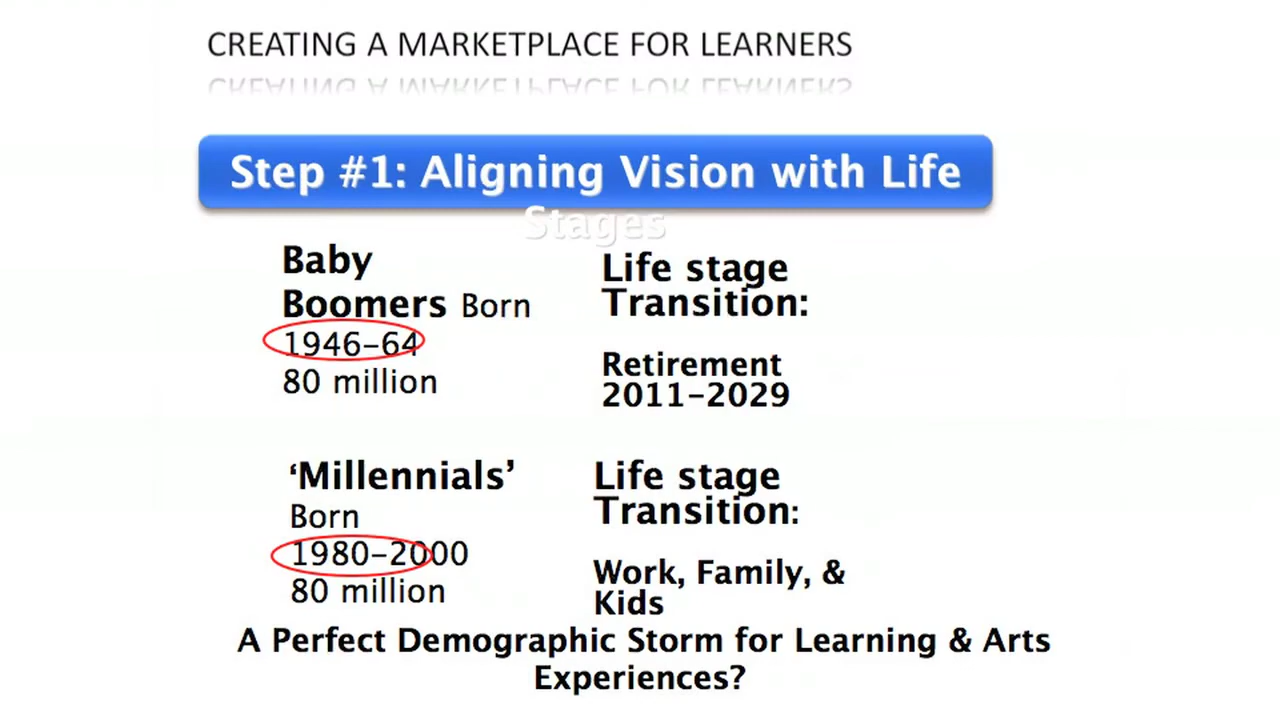 CREATING A MARKETPLACE FOR LEARNERS
Step #1: Aligning Vision with Life
Stages
Baby
Boomers Born
1946–64
80 million
Life stage
Transition:
Retirement
2011–2029
‘Millennials’
Born
1980–2000
80 million
Life stage
Transition:
Work, Family, &
Kids
A Perfect Demographic Storm for Learning & Arts
Experiences?